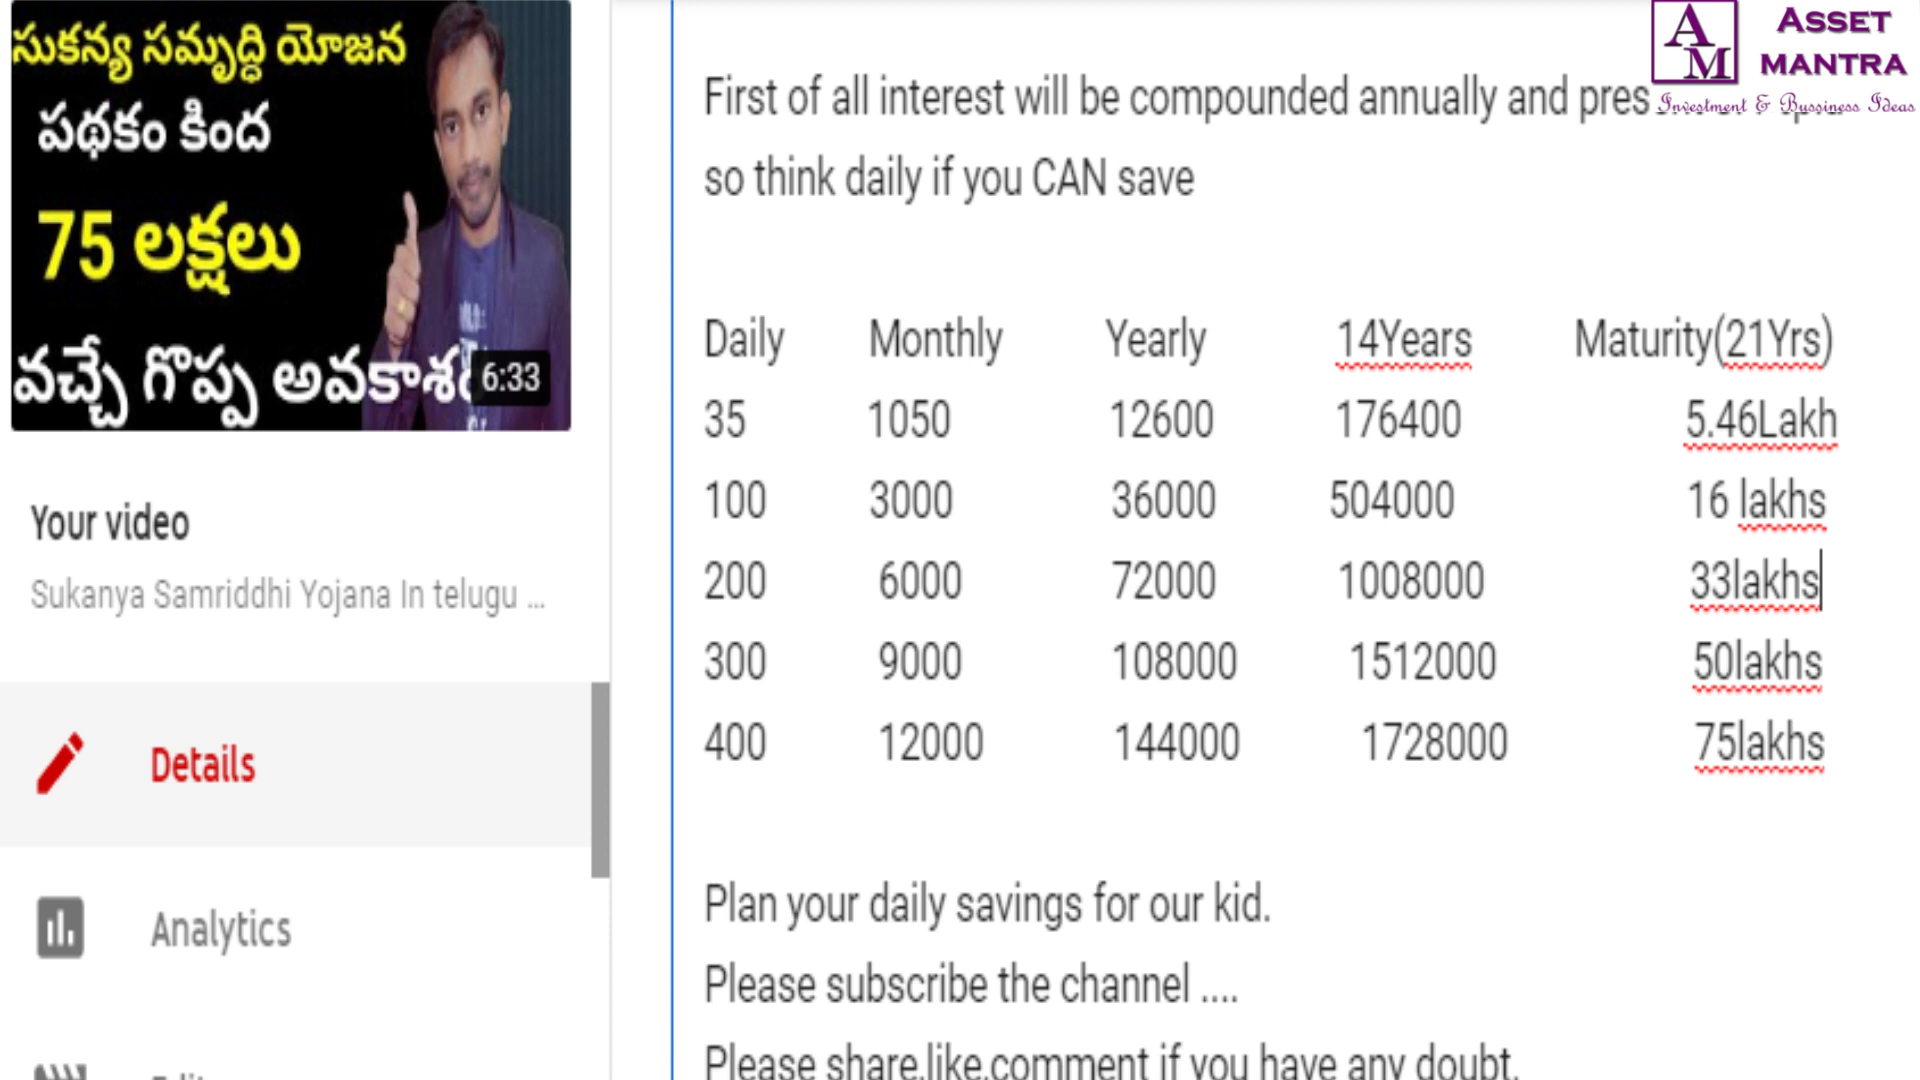 సుకన్య సమృద్ధి యోజన
పథకం కింద
75 లక్షలు
వచ్చే గొప్ప
6:33
Your video
Sukanya Samriddhi Yojana In telugu ...
Details
Analytics
ASSET
MANTRA
AM
Investment & Bussiness Ideas
First of all interest will be compounded annually and
so think daily if you CAN save
Daily Monthly Yearly 14Years Maturity(21Yrs)
35 1050 12600 176400 5.46Lakh
100 3000 36000 504000 16 lakhs
200 6000 72000 1008000 33lakhs
300 9000 108000 1512000 50lakhs
400 12000 144000 1728000 75lakhs
Plan your daily savings for our kid.
Please subscribe the channel ....
Please share,like,comment if you have any doubt.